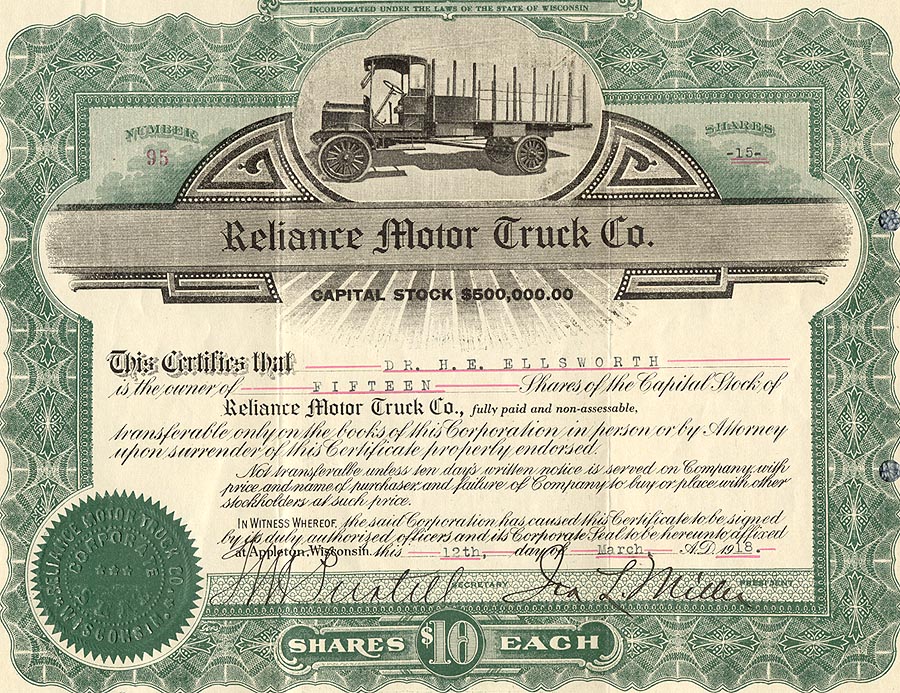 INCORPORATED UNDER THE LAWS OF THE STATE OF WISCONSIN
NUMBER
95
SHARES
-15-
Reliance Motor Truck Co.
CAPITAL STOCK $500,000.00
This Certifies that DR. H.E. ELLSWORTH
is the owner of FIFTEEN Shares of the Capital Stock of
Reliance Motor Truck Co., fully paid and non-assessable,
transferable only on the books of this Corporation in person or by Attorney
upon surrender of this Certificate properly endorsed.
Not transferalbe unless ten days written notice is served on Company with
price and name of purchaser and failure of Company to buy or place with other
stockholders at such price.
IN WITNESS WHEREOF, the said Corporation has caused this Certificate to be signed
by its duly authorized officers and its Corporate Seal to be hereunto affixed
at Appleton, Wisconsin. this 12th, day of March A.D. 1918.
SECRETARY
Ira L. Miller PRESIDENT
RELIANCE MOTOR TRUCK CO.
CORPORATE
WISCONSIN
SHARES $10 EACH